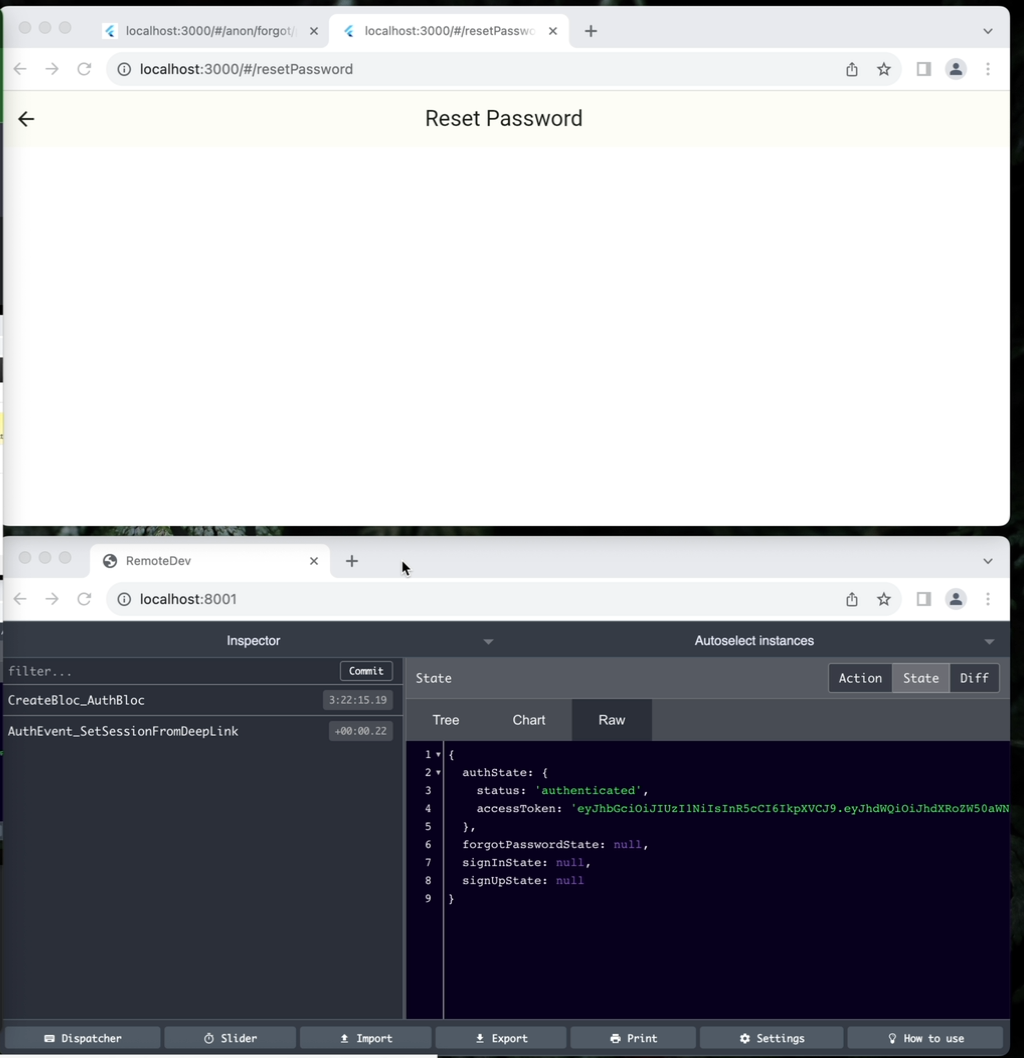 localhost:3000/#/anon/forgot/
localhost:3000/#/resetPasswo
localhost:3000/#/resetPassword
Reset Password
RemoteDev
localhost:8001
Inspector
Autoselect instances
filter...
Commit
State
Action
State
Diff
CreateBloc_AuthBloc
3:22:15.19
AuthEvent_SetSessionFromDeepLink
+00:00.22
Tree
Chart
Raw
1 {
2 authState: {
3 status: 'authenticated',
4 accessToken: 'eyJhbGciOiJIUzI1NiIsInR5cCI6IkpXVCJ9.eyJhdWQiOiJhdXRoZW50aWN
5 },
6 forgotPasswordState: null,
7 signInState: null,
8 signUpState: null
9 }
Dispatcher
Slider
Import
Export
Print
Settings
How to use